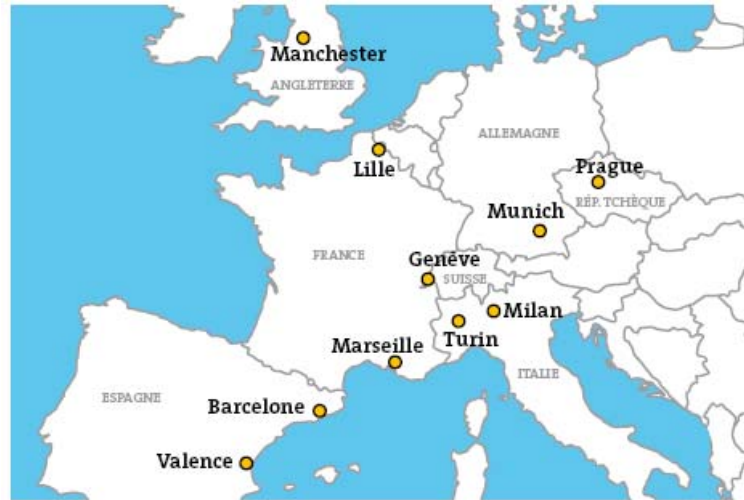 Manchester
ANGLETERRE
ALLEMAGNE
Lille
Prague
RÉP. TCHÈQUE
Munich
FRANCE
Genève
SUISSE
Milan
Turin
Marseille
ITALIE
ESPAGNE
Barcelone
Valence